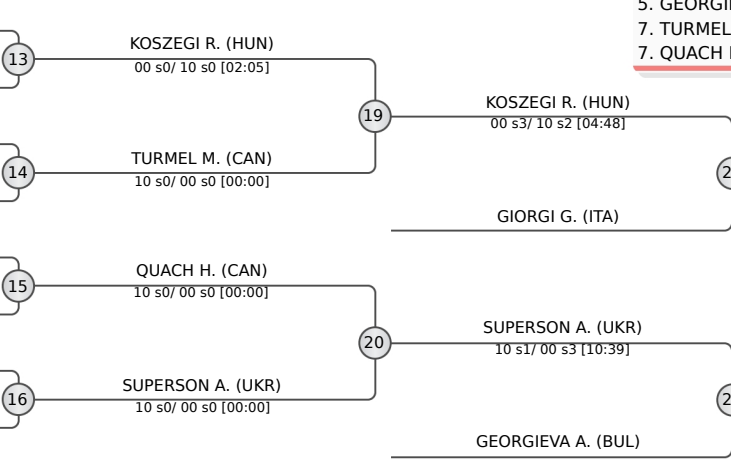 5. GEORGIE
7. TURMEL
7. QUACH
13
KOSZEGI R. (HUN)
00 s0/ 10 s0 [02:05]
19
KOSZEGI R. (HUN)
00 s3/ 10 s2 [04:48]
14
TURMEL M. (CAN)
10 s0/ 00 s0 [00:00]
2
GIORGI G. (ITA)
15
QUACH H. (CAN)
10 s0/ 00 s0 [00:00]
20
SUPERSON A. (UKR)
10 s1/ 00 s3 [10:39]
16
SUPERSON A. (UKR)
10 s0/ 00 s0 [00:00]
2
GEORGIEVA A. (BUL)